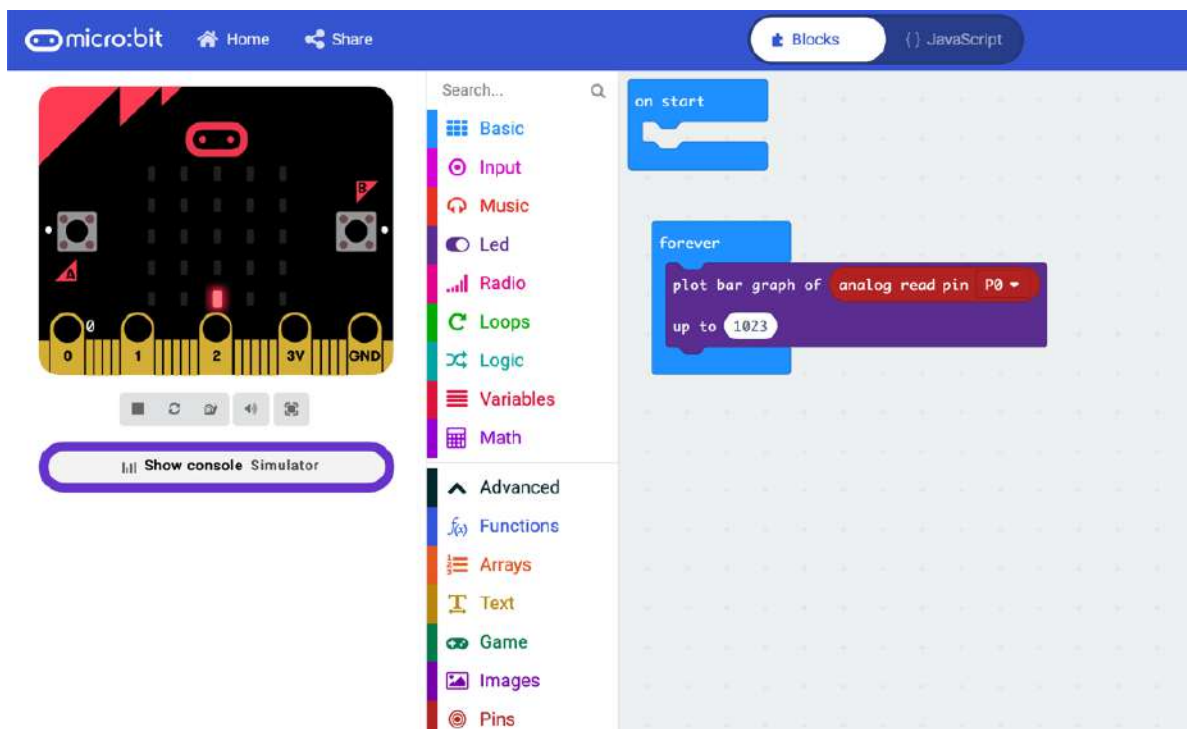 micro:bit Home Share Blocks {} JavaScript
A
B
0
0 1 2 3V GND
Show console Simulator
Search...
Basic
Input
Music
Led
Radio
Loops
Logic
Variables
Math
Advanced
f(x) Functions
Arrays
T Text
Game
Images
Pins
on start
forever
plot bar graph of analog read pin P0
up to 1023